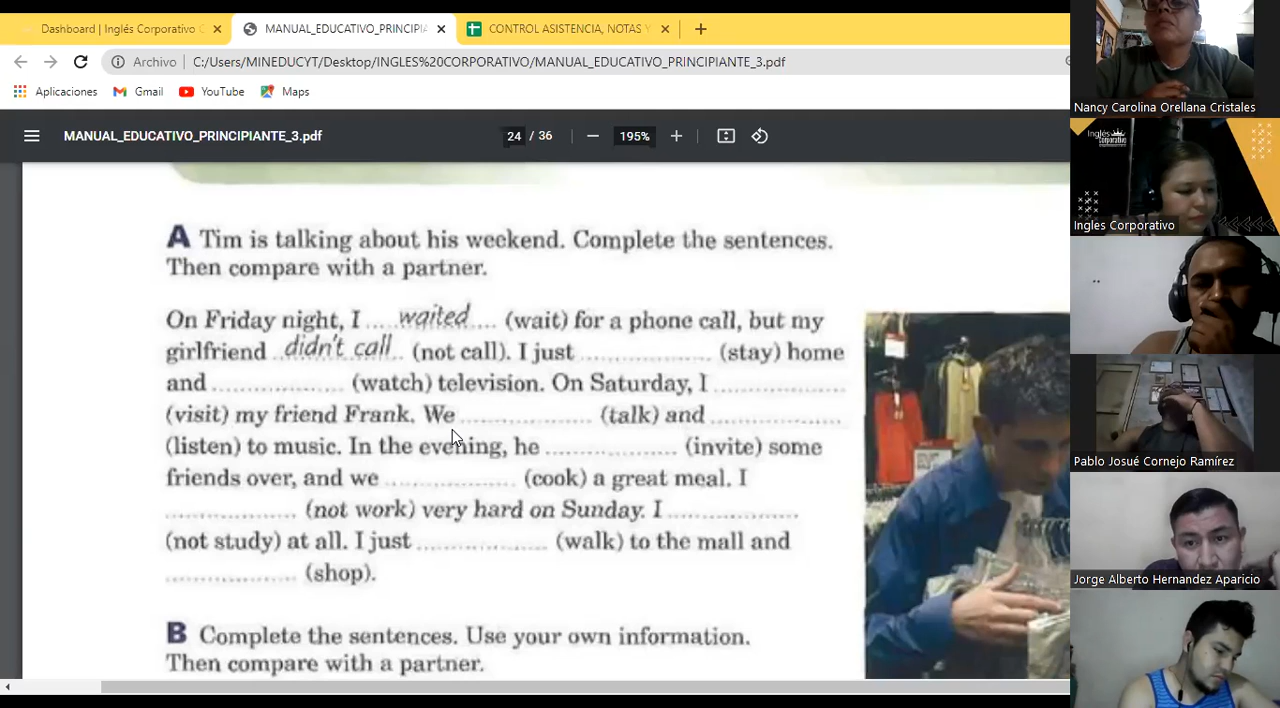 Dashboard | Inglés Corporativo
MANUAL_EDUCATIVO_PRINCIPI
CONTROL ASISTENCIA, NOTAS Y
Archivo
C:/Users/MINEDUCYT/Desktop/INGLES%20CORPORATIVO/MANUAL_EDUCATIVO_PRINCIPIANTE_3.pdf
Aplicaciones Gmail YouTube Maps
MANUAL_EDUCATIVO_PRINCIPIANTE_3.pdf
24 / 36
195%
A Tim is talking about his weekend. Complete the sentences.
Then compare with a partner.
On Friday night, I ....waited.... (wait) for a phone call, but my
girlfriend ..didn't call.. (not call). I just .................... (stay) home
and .................... (watch) television. On Saturday, I ....................
(visit) my friend Frank. We .................... (talk) and ....................
(listen) to music. In the evening, he .................... (invite) some
friends over, and we .................... (cook) a great meal. I
.................... (not work) very hard on Sunday. I ....................
(not study) at all. I just .................... (walk) to the mall and
.................... (shop).
B Complete the sentences. Use your own information.
Then compare with a partner.
Nancy Carolina Orellana Cristales
Inglés
corporativo
Ingles Corporativo
Pablo Josué Cornejo Ramírez
Jorge Alberto Hernandez Aparicio